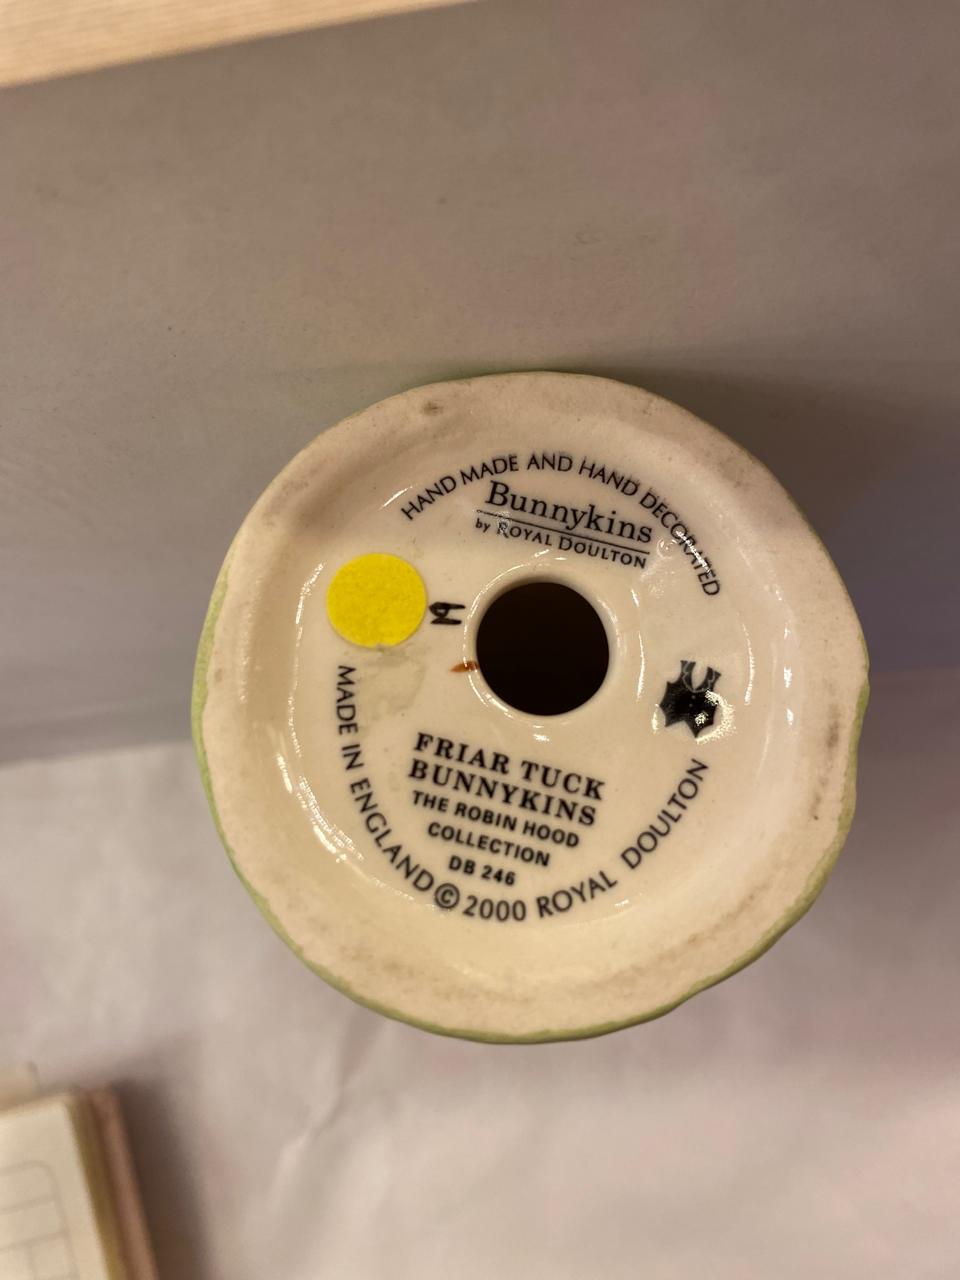 HAND MADE AND HAND DECORATED
Bunnykins
by ROYAL DOULTON
FRIAR TUCK
BUNNYKINS
THE ROBIN HOOD
COLLECTION
DB 246
MADE IN ENGLAND © 2000 ROYAL DOULTON